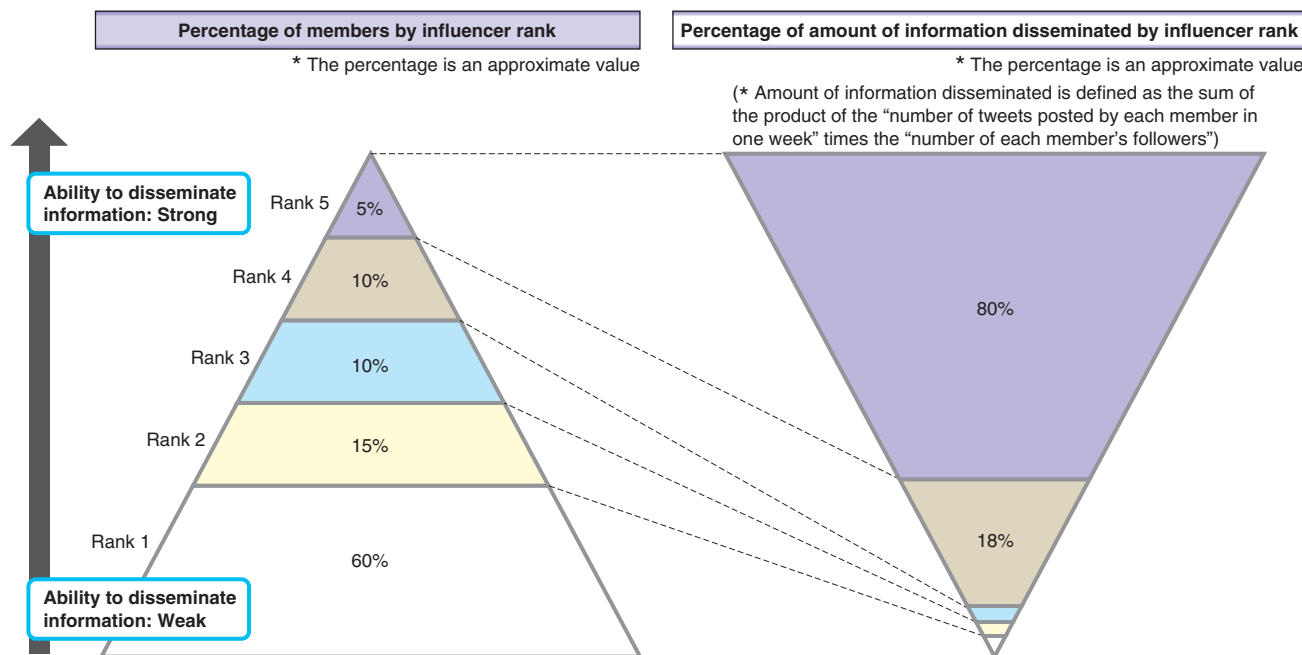 Percentage of members by influencer rank
* The percentage is an approximate value
Percentage of amount of information disseminated by influencer rank
* The percentage is an approximate value
(* Amount of information disseminated is defined as the sum of
the product of the “number of tweets posted by each member in
one week” times the “number of each member’s followers”)
Ability to disseminate
information: Strong
Rank 5
5%
Rank 4
10%
Rank 3
10%
Rank 2
15%
Rank 1
60%
Ability to disseminate
information: Weak
80%
18%